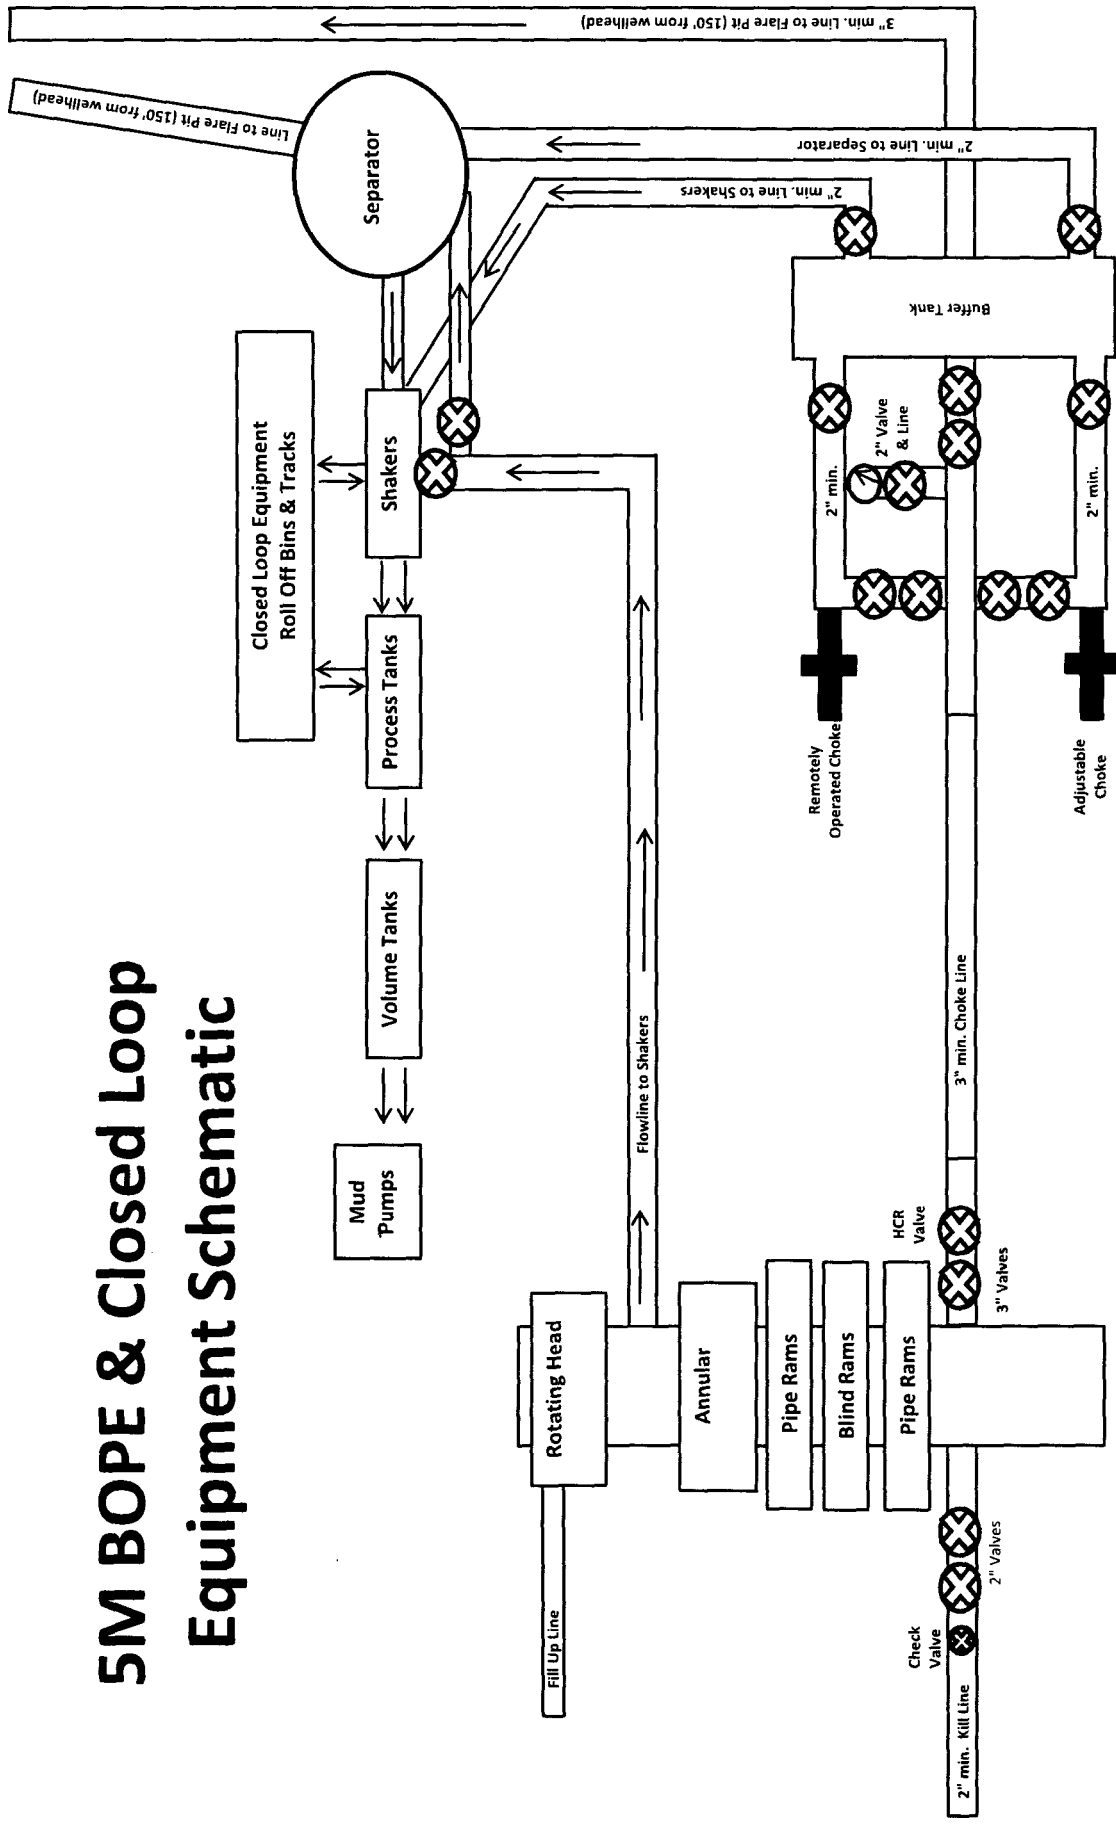 5M BOPE & Closed Loop
Equipment Schematic
3" min. Line to Flare Pit (150' from wellhead)
Line to Flare Pit (150' from wellhead)
Separator
2" min. Line to Separator
2" min. Line to Shakers
Closed Loop Equipment
Roll Off Bins & Tracks
Mud
Pumps
Volume Tanks
Process Tanks
Shakers
Flowline to Shakers
Fill Up Line
Rotating Head
Annular
Pipe Rams
Blind Rams
Pipe Rams
HCR
Valve
3" Valves
2" Valves
Check
Valve
2" min. Kill Line
3" min. Choke Line
Remotely
Operated Choke
Adjustable
Choke
2" min.
2" Valve
& Line
2" min.
Buffer Tank